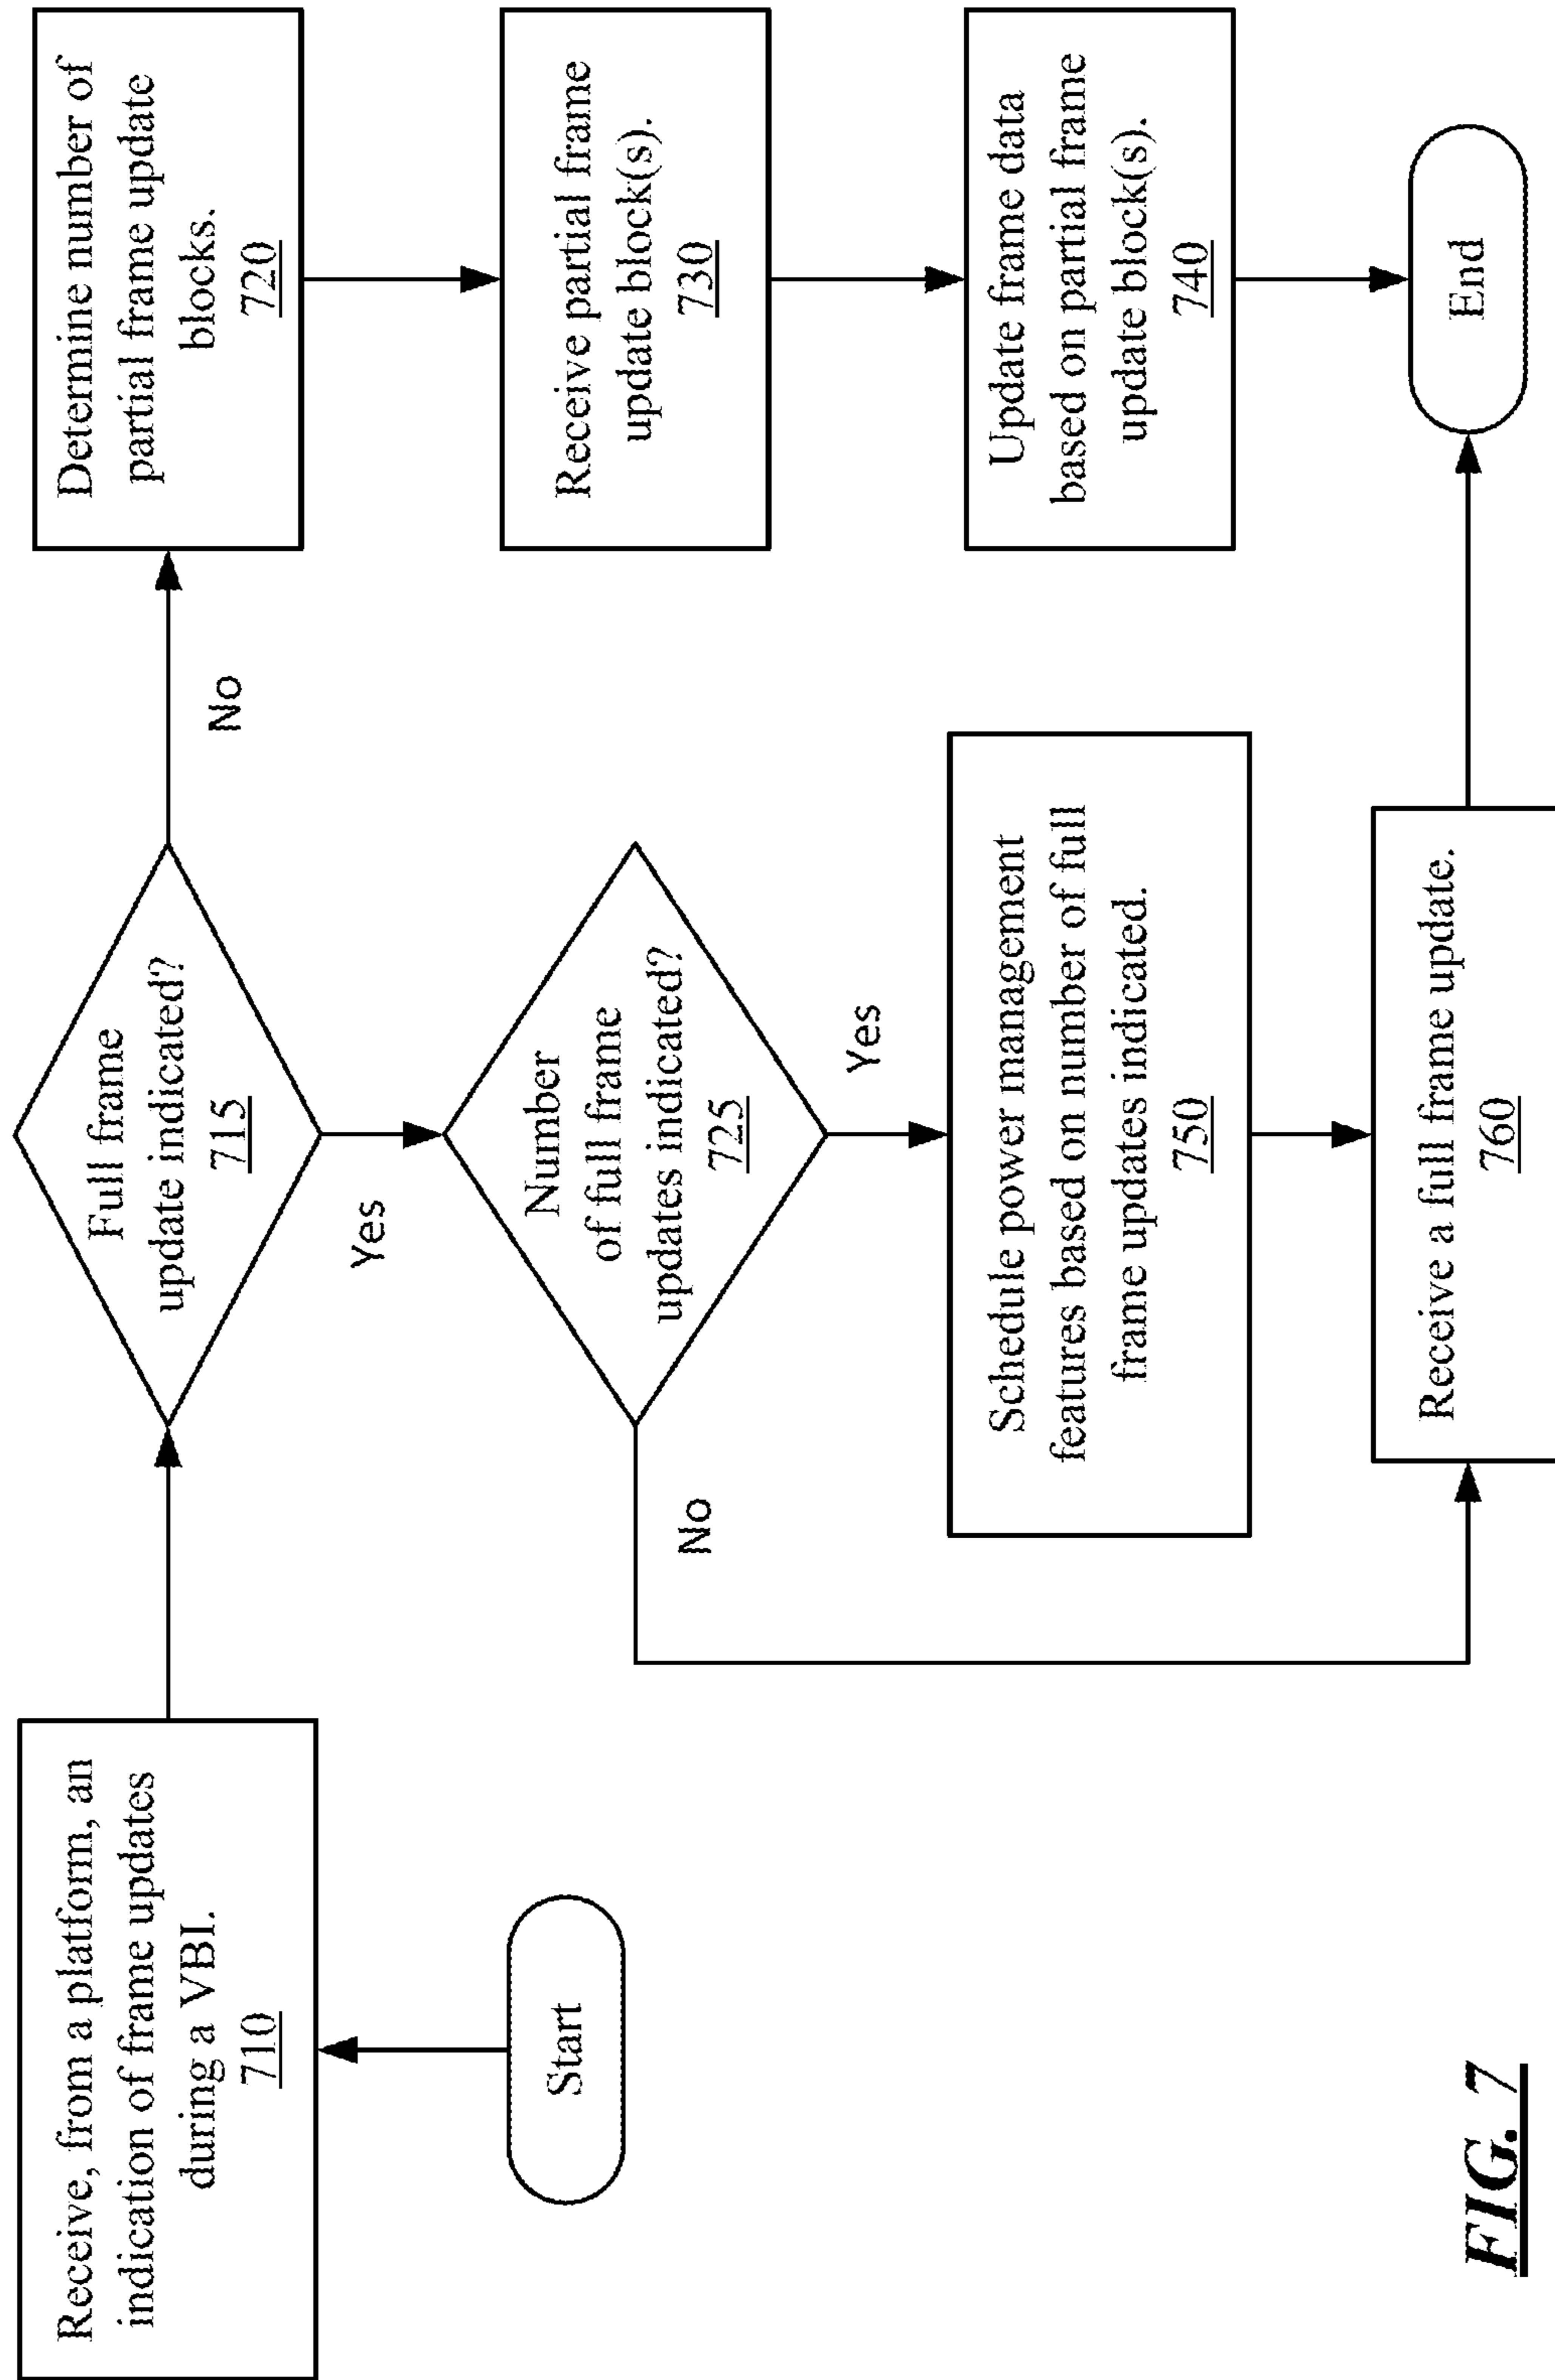 Receive, from a platform, an
indication of frame updates
during a VBI.
710
Start
Full frame
update indicated?
715
No
Yes
Determine number of
partial frame update
blocks.
720
Number
of full frame
updates indicated?
725
No
Yes
Receive partial frame
update block(s).
730
Schedule power management
features based on number of full
frame updates indicated.
750
Update frame data
based on partial frame
update block(s).
740
Receive a full frame update.
760
End
FIG. 7